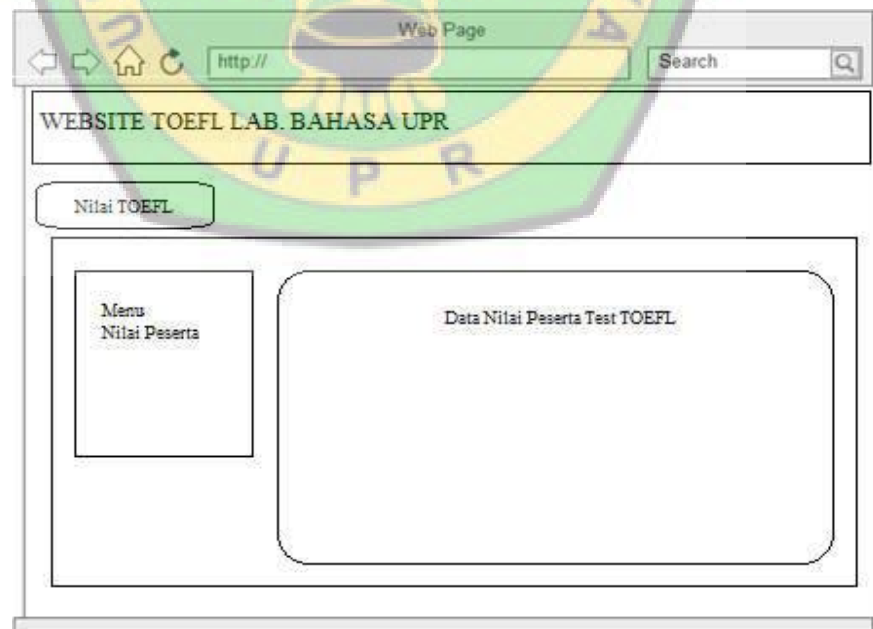 Web Page
http://
Search
WEBSITE TOEFL LAB. BAHASA UPR
U P R
Nilai TOEFL
Menu
Nilai Peserta
Data Nilai Peserta Test TOEFL